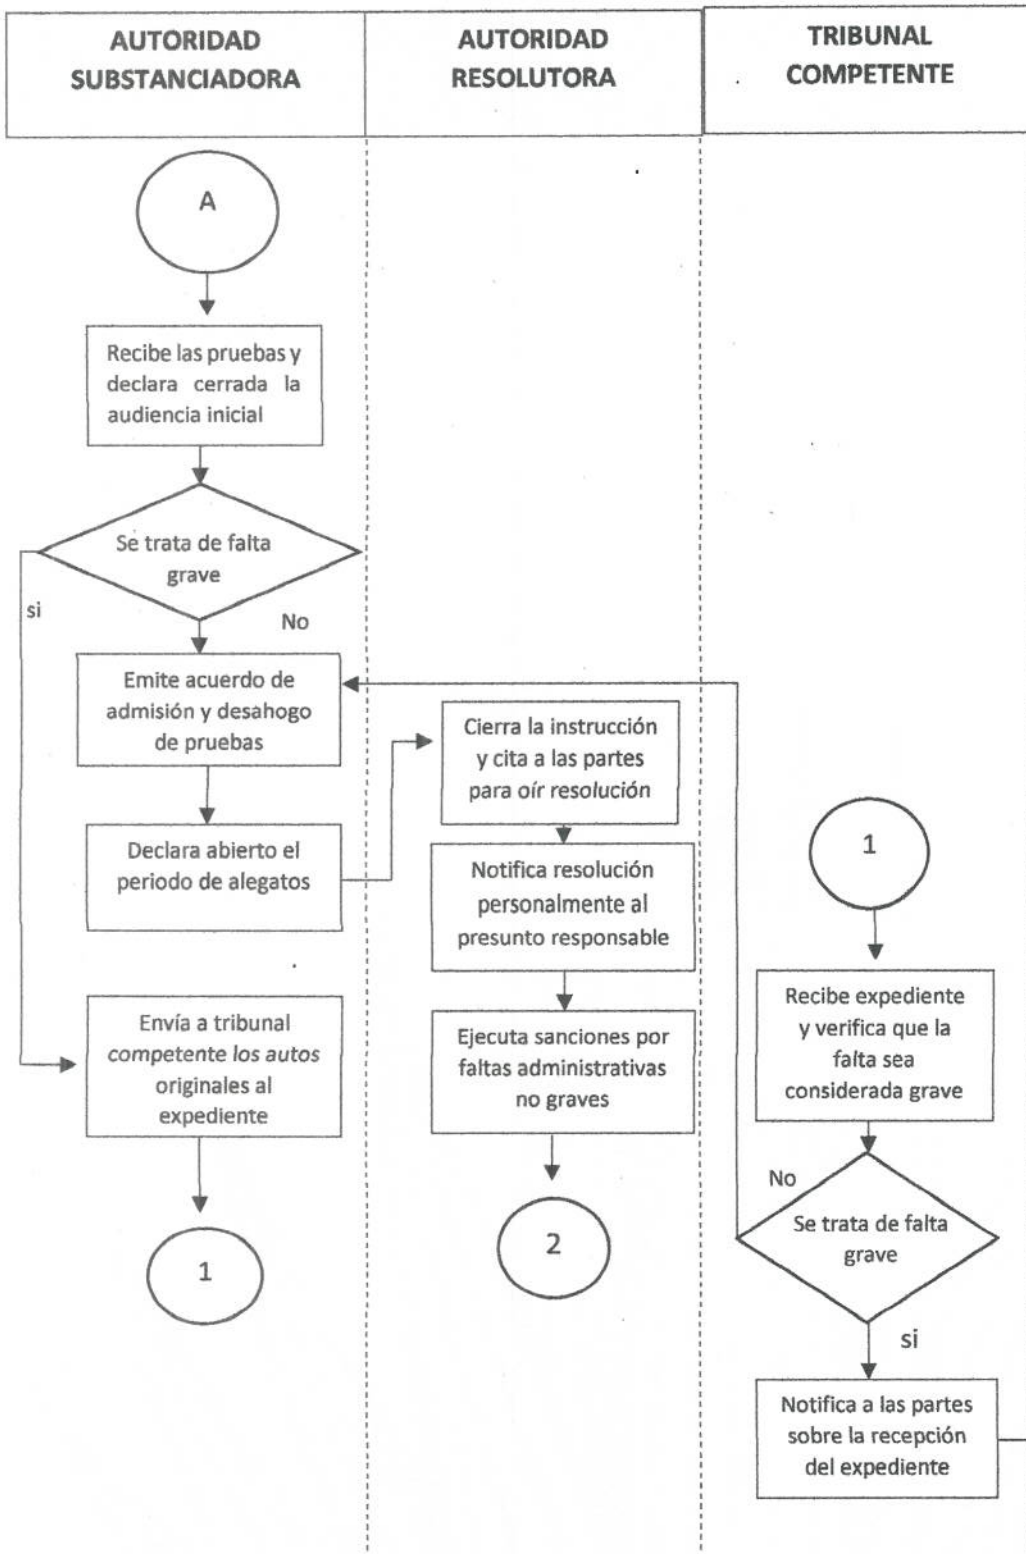 AUTORIDAD
SUBSTANCIADORA
AUTORIDAD
RESOLUTORA
TRIBUNAL
COMPETENTE
A
Recibe las pruebas y
declara cerrada la
audiencia inicial
Se trata de falta
grave
si
No
Emite acuerdo de
admisión y desahogo
de pruebas
Declara abierto el
periodo de alegatos
Envía a tribunal
competente los autos
originales al
expediente
1
Cierra la instrucción
y cita a las partes
para oír resolución
Notifica resolución
personalmente al
presunto responsable
Ejecuta sanciones por
faltas administrativas
no graves
2
1
Recibe expediente
y verifica que la
falta sea
considerada grave
No
Se trata de falta
grave
si
Notifica a las partes
sobre la recepción
del expediente